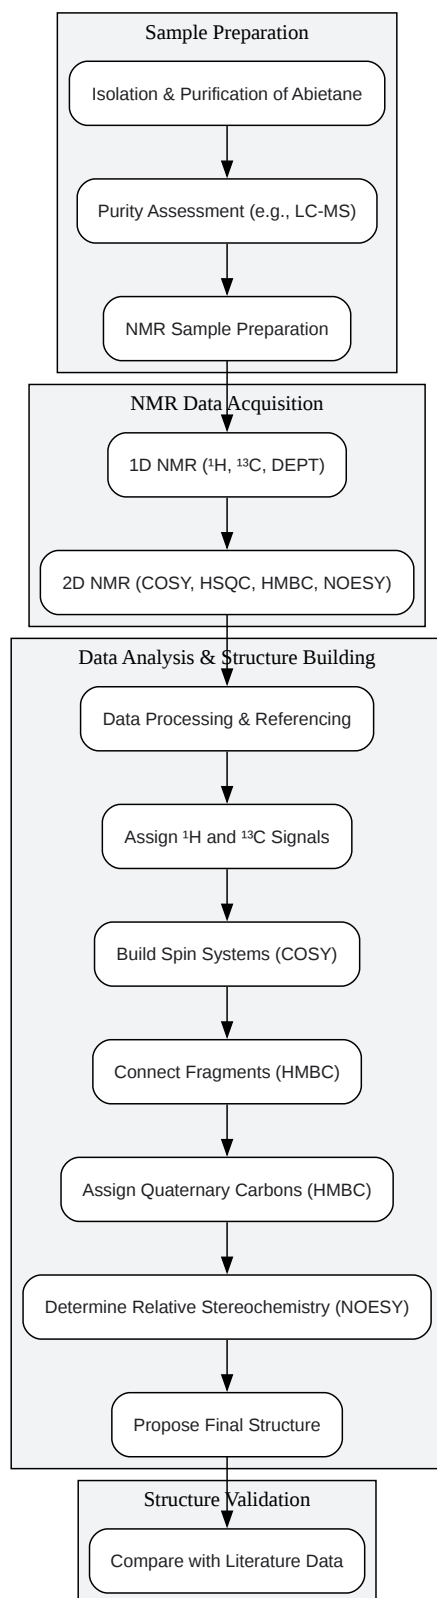 Sample Preparation
Isolation & Purification of Abietane
Purity Assessment (e.g., LC-MS)
NMR Sample Preparation
NMR Data Acquisition
1D NMR (¹H, ¹³C, DEPT)
2D NMR (COSY, HSQC, HMBC, NOESY)
Data Analysis & Structure Building
Data Processing & Referencing
Assign ¹H and ¹³C Signals
Build Spin Systems (COSY)
Connect Fragments (HMBC)
Assign Quaternary Carbons (HMBC)
Determine Relative Stereochemistry (NOESY)
Propose Final Structure
Structure Validation
Compare with Literature Data